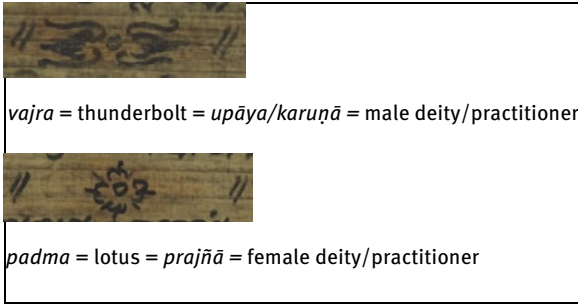 vajra = thunderbolt = upāya/karuṇā = male deity/practitioner
padma = lotus = prajñā = female deity/practitioner